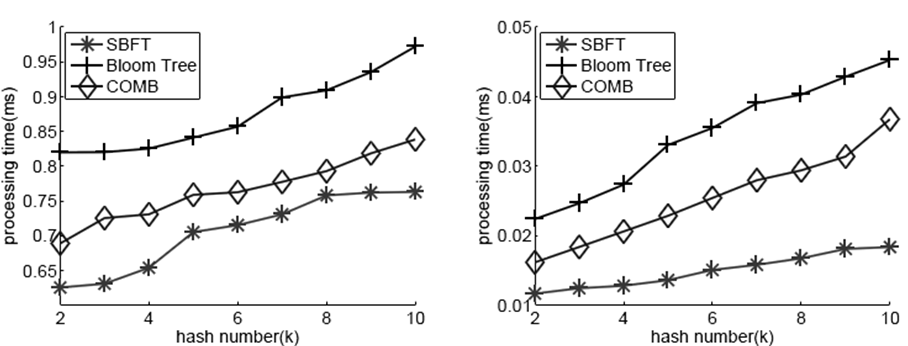 1
0.95
0.9
0.85
0.8
0.75
0.7
0.65
processing time(ms)
SBFT
Bloom Tree
COMB
2 4 6 8 10
hash number(k)
0.05
0.04
0.03
0.02
0.01
processing time(ms)
SBFT
Bloom Tree
COMB
2 4 6 8 10
hash number(k)